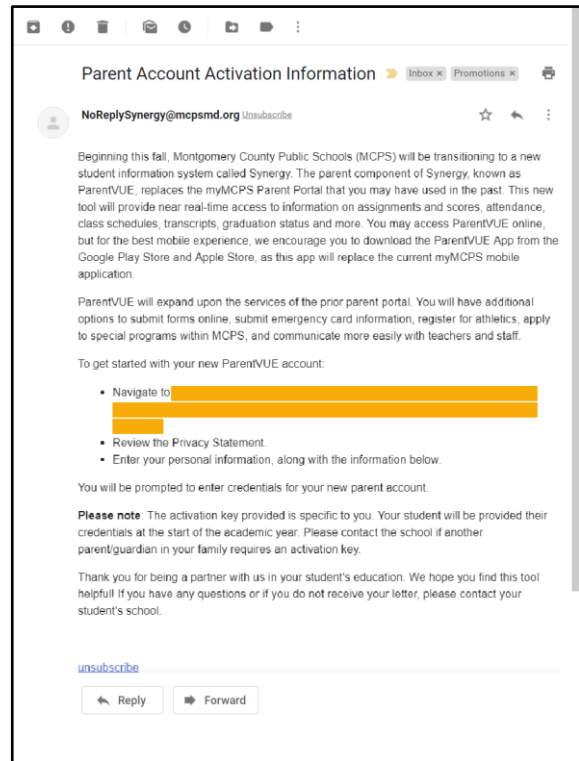 Parent Account Activation Information Inbox × Promotions ×
NoReplySynergy@mcpsmd.org Unsubscribe
Beginning this fall, Montgomery County Public Schools (MCPS) will be transitioning to a new
student information system called Synergy. The parent component of Synergy, known as
ParentVUE, replaces the myMCPS Parent Portal that you may have used in the past. This new
tool will provide near real-time access to information on assignments and scores, attendance,
class schedules, transcripts, graduation status and more. You may access ParentVUE online,
but for the best mobile experience, we encourage you to download the ParentVUE App from the
Google Play Store and Apple Store, as this app will replace the current myMCPS mobile
application.
ParentVUE will expand upon the services of the prior parent portal. You will have additional
options to submit forms online, submit emergency card information, register for athletics, apply
to special programs within MCPS, and communicate more easily with teachers and staff.
To get started with your new ParentVUE account:
• Navigate to
• Review the Privacy Statement.
• Enter your personal information, along with the information below.
You will be prompted to enter credentials for your new parent account.
Please note: The activation key provided is specific to you. Your student will be provided their
credentials at the start of the academic year. Please contact the school if another
parent/guardian in your family requires an activation key.
Thank you for being a partner with us in your student's education. We hope you find this tool
helpful! If you have any questions or if you do not receive your letter, please contact your
student's school.
unsubscribe
Reply Forward